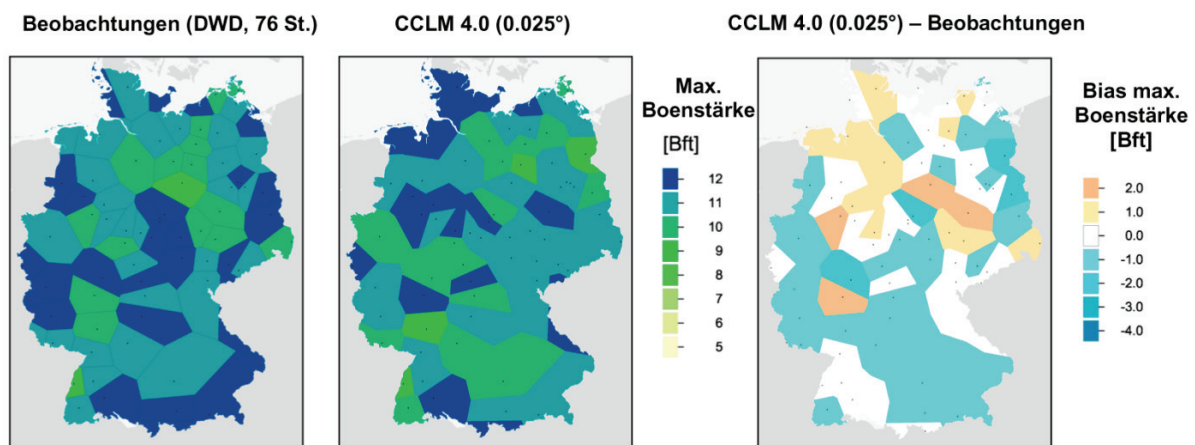 Beobachtungen (DWD, 76 St.)
CCLM 4.0 (0.025°)
CCLM 4.0 (0.025°) – Beobachtungen
Max.
Boenstärke
[Bft]
12
11
10
9
8
7
6
5
Bias max.
Boenstärke
[Bft]
2.0
1.0
0.0
-1.0
-2.0
-3.0
-4.0